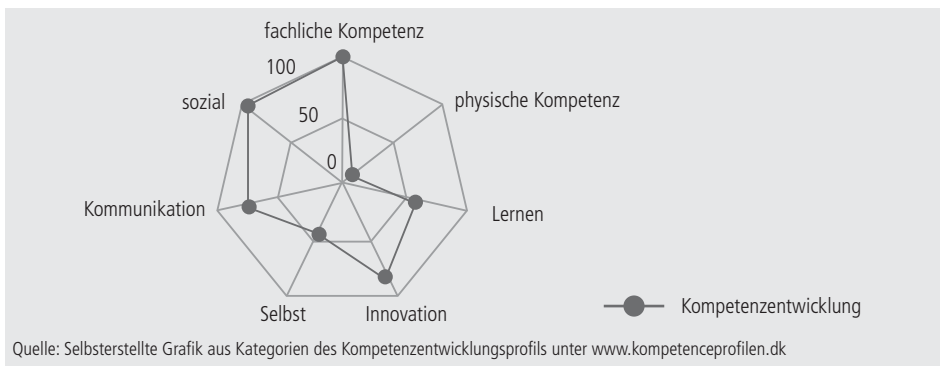 fachliche Kompetenz
100
sozial
physische Kompetenz
50
0
Kommunikation
Lernen
Selbst
Innovation
Kompetenzentwicklung
Quelle: Selbsterstellte Grafik aus Kategorien des Kompetenzentwicklungsprofils unter www.kompetenceprofilen.dk